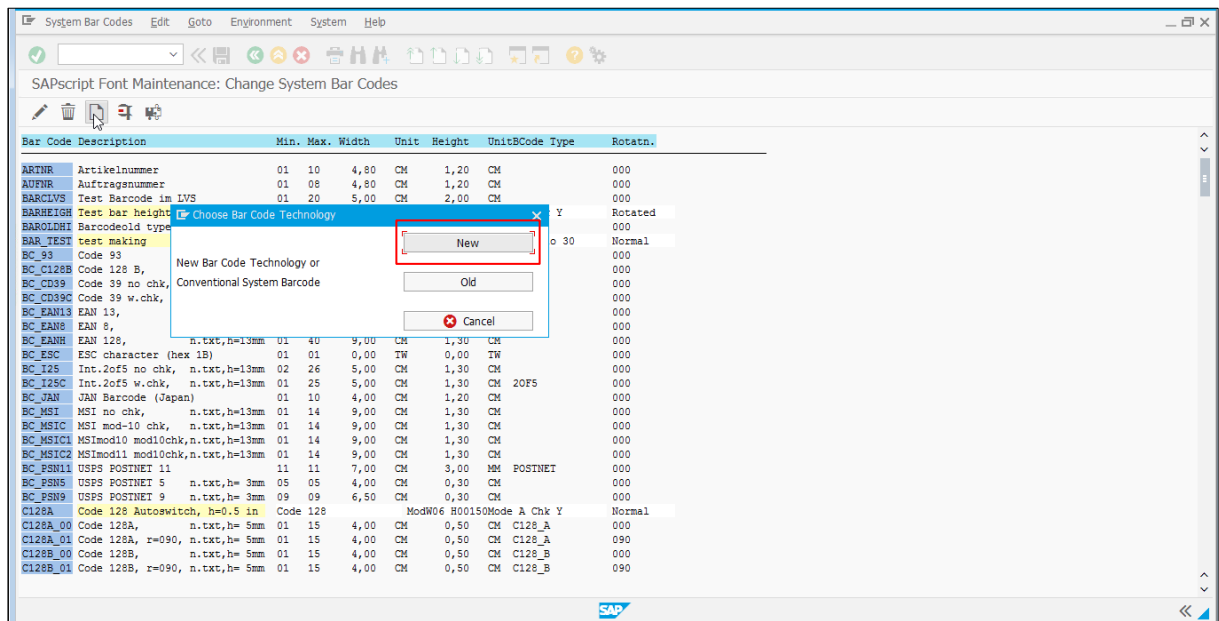 System Bar Codes Edit Goto Environment System Help
SAPscript Font Maintenance: Change System Bar Codes
Bar Code Description Min. Max. Width Unit Height UnitBCode Type Rotatn.
ARTNR Artikelnummer 01 10 4,80 CM 1,20 CM 000
AUFNR Auftragsnummer 01 08 4,80 CM 1,20 CM 000
BARCLVS Test Barcode im LVS 01 20 5,00 CM 2,00 CM 000
BARHEIGH Test bar height Y Rotated
BAROLDHI Barcodeold type 000
BAR_TEST test making o 30 Normal
BC_93 Code 93 000
BC_C128B Code 128 B, 000
BC_CD39 Code 39 no chk, 000
BC_CD39C Code 39 w.chk, 000
BC_EAN13 EAN 13, 000
BC_EAN8 EAN 8, 000
Choose Bar Code Technology
New Bar Code Technology or
Conventional System Barcode
New
Old
Cancel
BC_EANH EAN 128, n.txt,h=13mm 01 40 9,00 CM 1,30 CM 000
BC_ESC ESC character (hex 1B) 01 01 0,00 TW 0,00 TW 000
BC_I25 Int.2of5 no chk, n.txt,h=13mm 02 26 5,00 CM 1,30 CM 000
BC_I25C Int.2of5 w.chk, n.txt,h=13mm 01 25 5,00 CM 1,30 CM 2OF5 000
BC_JAN JAN Barcode (Japan) 01 10 4,00 CM 1,20 CM 000
BC_MSI MSI no chk, n.txt,h=13mm 01 14 9,00 CM 1,30 CM 000
BC_MSIC MSI mod-10 chk, n.txt,h=13mm 01 14 9,00 CM 1,30 CM 000
BC_MSIC1 MSImod10 mod10chk,n.txt,h=13mm 01 14 9,00 CM 1,30 CM 000
BC_MSIC2 MSImod11 mod10chk,n.txt,h=13mm 01 14 9,00 CM 1,30 CM 000
BC_PSN11 USPS POSTNET 11 11 11 7,00 CM 3,00 MM POSTNET 000
BC_PSN5 USPS POSTNET 5 n.txt,h= 3mm 05 05 4,00 CM 0,30 CM 000
BC_PSN9 USPS POSTNET 9 n.txt,h= 3mm 09 09 6,50 CM 0,30 CM 000
C128A Code 128 Autoswitch, h=0.5 in Code 128 ModW06 H00150Mode A Chk Y Normal
C128A_00 Code 128A, n.txt,h= 5mm 01 15 4,00 CM 0,50 CM C128_A 000
C128A_01 Code 128A, r=090, n.txt,h= 5mm 01 15 4,00 CM 0,50 CM C128_A 090
C128B_00 Code 128B, n.txt,h= 5mm 01 15 4,00 CM 0,50 CM C128_B 000
C128B_01 Code 128B, r=090, n.txt,h= 5mm 01 15 4,00 CM 0,50 CM C128_B 090
SAP